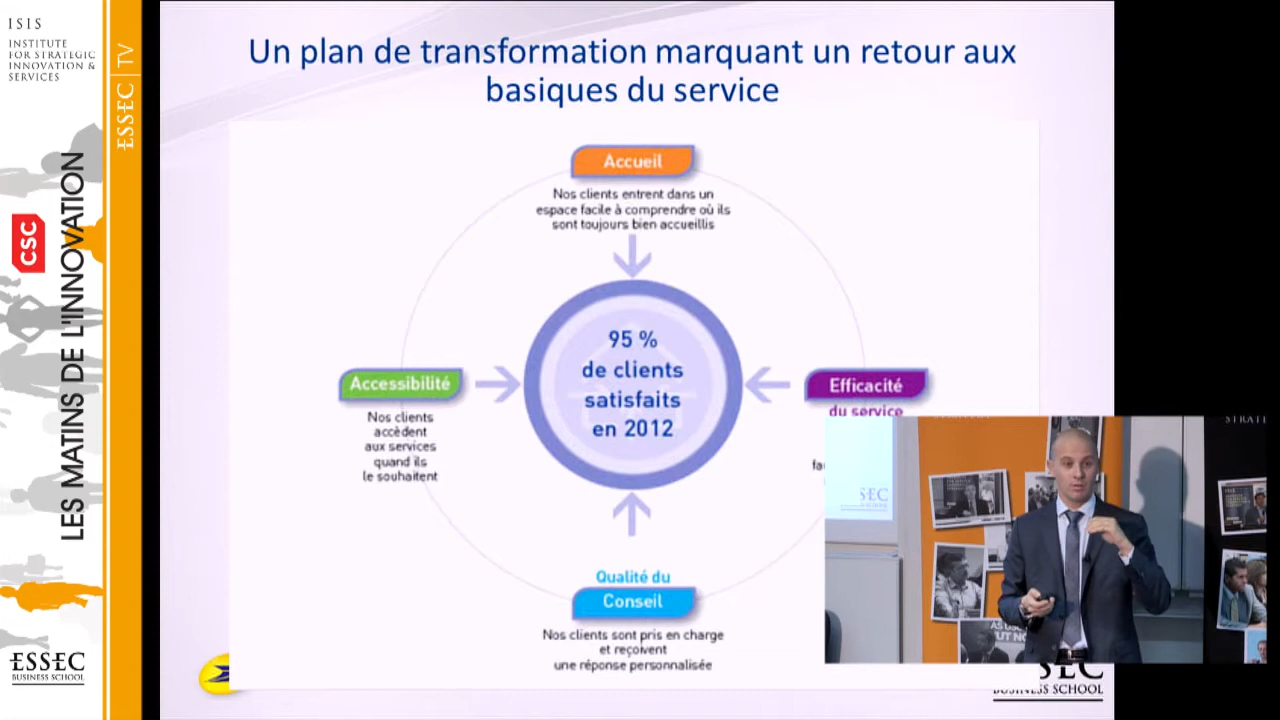 ISIS
INSTITUTE
FOR STRATEGIC
INNOVATION &
SERVICES
ESSEC | TV
CSC
LES MATINS DE L'INNOVATION
ESSEC
BUSINESS SCHOOL
Un plan de transformation marquant un retour aux
basiques du service
Accueil
Nos clients entrent dans un
espace facile à comprendre où ils
sont toujours bien accueillis
95 %
de clients
satisfaits
en 2012
Accessibilité
Nos clients
accèdent
aux services
quand ils
le souhaitent
Efficacité
du service
Qualité du
Conseil
Nos clients sont pris en charge
et reçoivent
une réponse personnalisée
BUSINESS SCHOOL